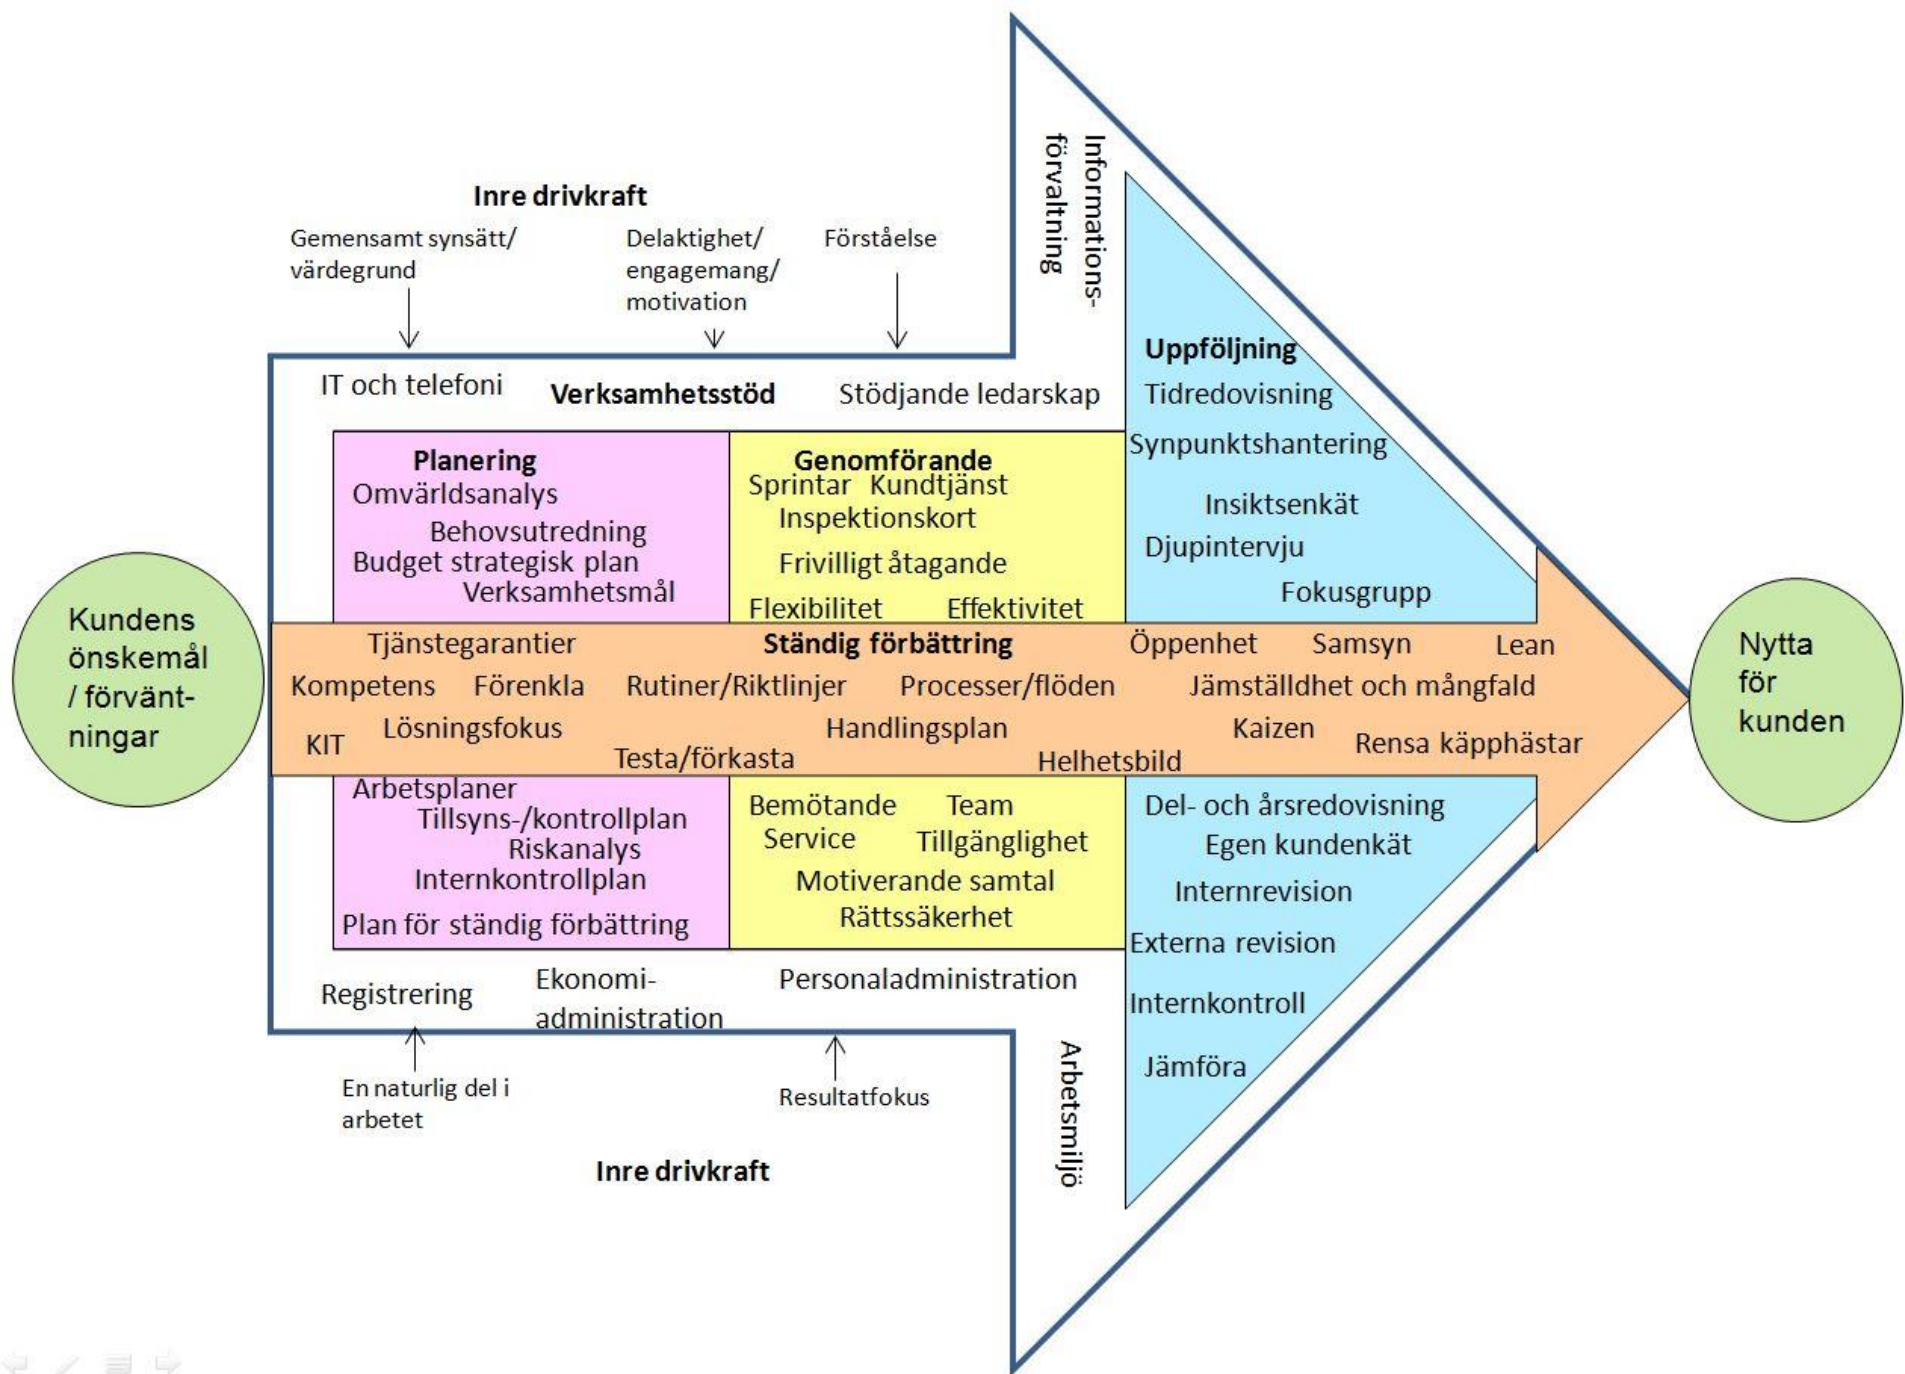 Inre drivkraft
Gemensamt synsätt/
värdegrund
Delaktighet/
engagemang/
motivation
Förståelse
Informations-
förvaltning
IT och telefoni
Verksamhetsstöd
Stödjande ledarskap
Planering
Omvärldsanalys
Behovsutredning
Budget strategisk plan
Verksamhetsmål
Genomförande
Sprintar Kundtjänst
Inspektionskort
Frivilligt åtagande
Flexibilitet Effektivitet
Uppföljning
Tidredovisning
Synpunktshantering
Insiktsenkät
Djupintervju
Fokusgrupp
Kundens
önskemål
/ förvänt-
ningar
Tjänstegarantier Ständig förbättring Öppenhet Samsyn Lean
Kompetens Förenkla Rutiner/Riktlinjer Processer/flöden Jämställdhet och mångfald
KIT Lösningsfokus Testa/förkasta Handlingsplan Helhetsbild Kaizen Rensa käpphästar
Nytta
för
kunden
Arbetsplaner
Tillsyns-/kontrollplan
Riskanalys
Internkontrollplan
Plan för ständig förbättring
Bemötande Team
Service Tillgänglighet
Motiverande samtal
Rättssäkerhet
Del- och årsredovisning
Egen kundenkät
Internrevision
Externa revision
Internkontroll
Jämföra
Registrering
Ekonomi-
administration
Personaladministration
Arbetsmiljö
En naturlig del i
arbetet
Resultatfokus
Inre drivkraft